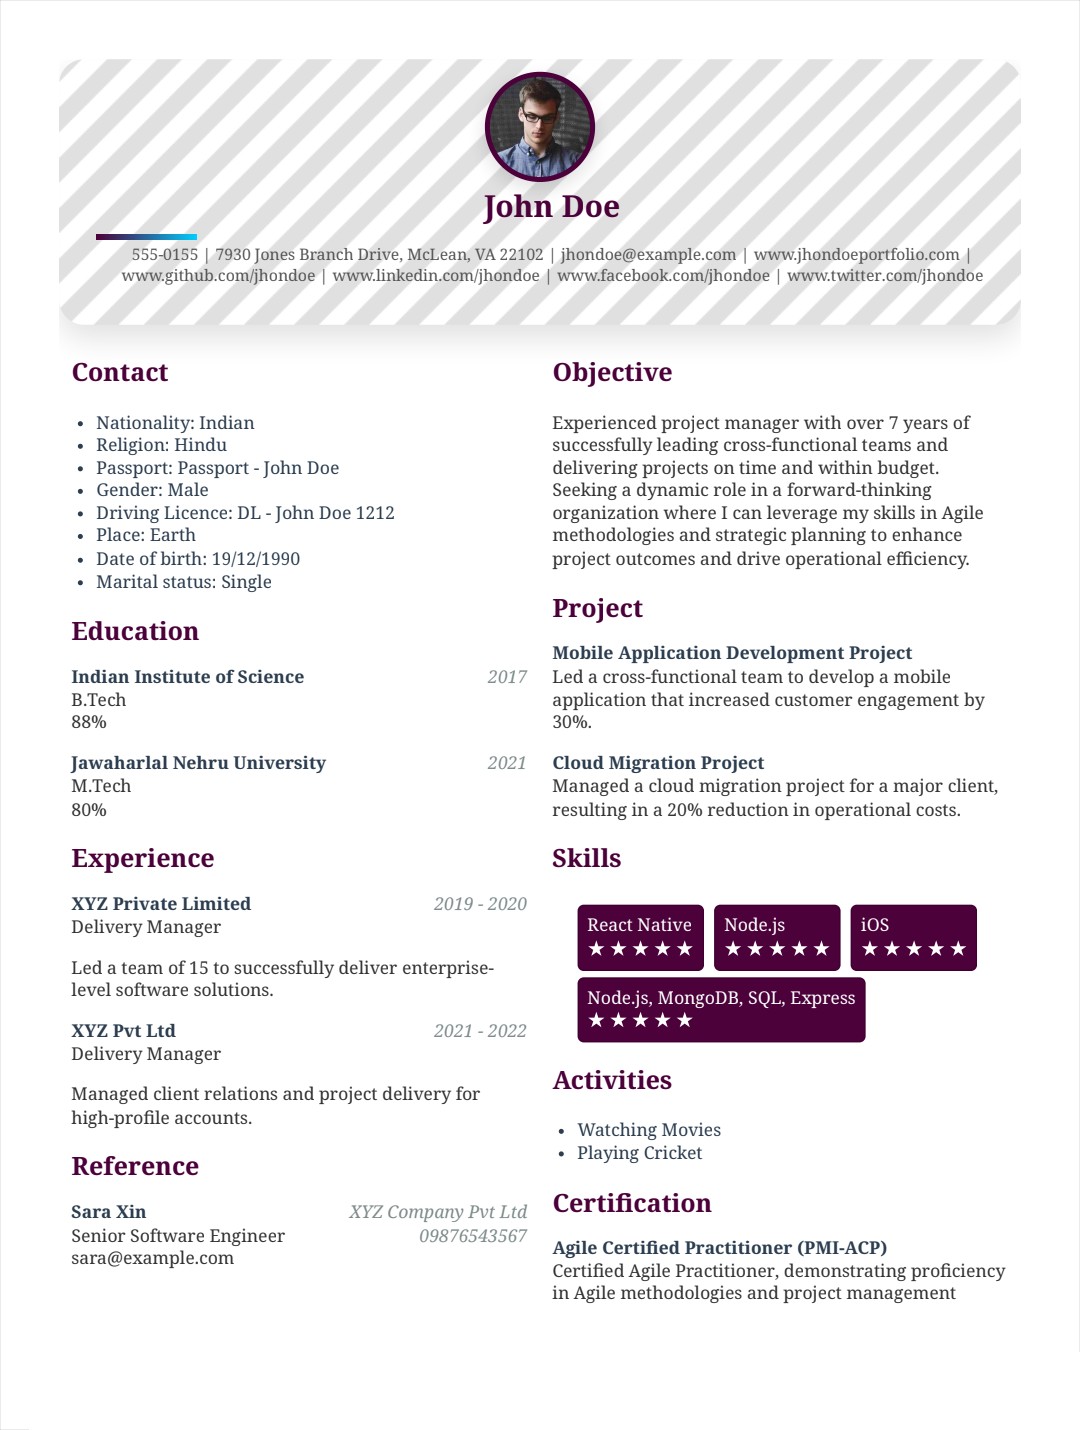 John Doe
555-0155 | 7930 Jones Branch Drive, McLean, VA 22102 | jhondoe@example.com | www.jhondoeportfolio.com |
www.github.com/jhondoe | www.linkedin.com/jhondoe | www.facebook.com/jhondoe | www.twitter.com/jhondoe
Contact
• Nationality: Indian
• Religion: Hindu
• Passport: Passport - John Doe
• Gender: Male
• Driving Licence: DL - John Doe 1212
• Place: Earth
• Date of birth: 19/12/1990
• Marital status: Single
Education
Indian Institute of Science 2017
B.Tech
88%
Jawaharlal Nehru University 2021
M.Tech
80%
Experience
XYZ Private Limited 2019 - 2020
Delivery Manager
Led a team of 15 to successfully deliver enterprise-
level software solutions.
XYZ Pvt Ltd 2021 - 2022
Delivery Manager
Managed client relations and project delivery for
high-profile accounts.
Reference
Sara Xin XYZ Company Pvt Ltd
Senior Software Engineer 09876543567
sara@example.com
Objective
Experienced project manager with over 7 years of
successfully leading cross-functional teams and
delivering projects on time and within budget.
Seeking a dynamic role in a forward-thinking
organization where I can leverage my skills in Agile
methodologies and strategic planning to enhance
project outcomes and drive operational efficiency.
Project
Mobile Application Development Project
Led a cross-functional team to develop a mobile
application that increased customer engagement by
30%.
Cloud Migration Project
Managed a cloud migration project for a major client,
resulting in a 20% reduction in operational costs.
Skills
React Native Node.js iOS
★★★★★ ★★★★★ ★★★★★
Node.js, MongoDB, SQL, Express
★★★★★
Activities
• Watching Movies
• Playing Cricket
Certification
Agile Certified Practitioner (PMI-ACP)
Certified Agile Practitioner, demonstrating proficiency
in Agile methodologies and project management